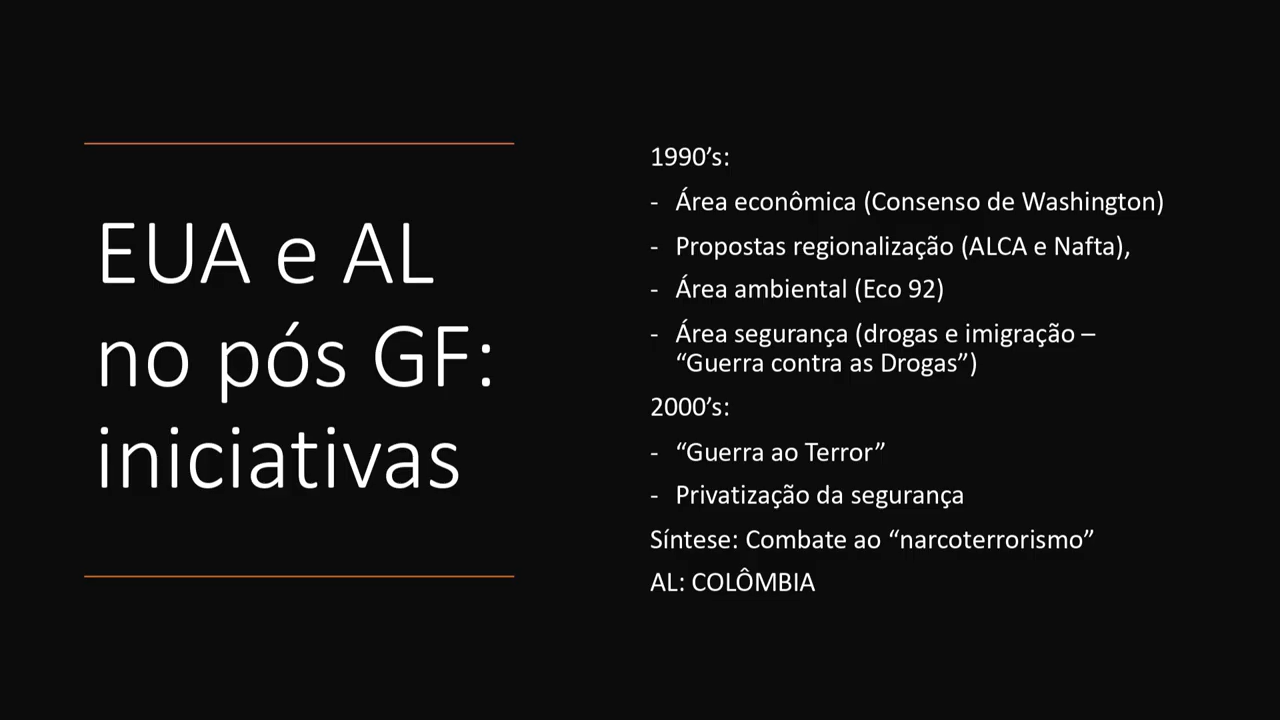 EUA e AL
no pós GF:
iniciativas
1990’s:
- Área econômica (Consenso de Washington)
- Propostas regionalização (ALCA e Nafta),
- Área ambiental (Eco 92)
- Área segurança (drogas e imigração –
“Guerra contra as Drogas”)
2000’s:
- “Guerra ao Terror”
- Privatização da segurança
Síntese: Combate ao “narcoterrorismo”
AL: COLÔMBIA